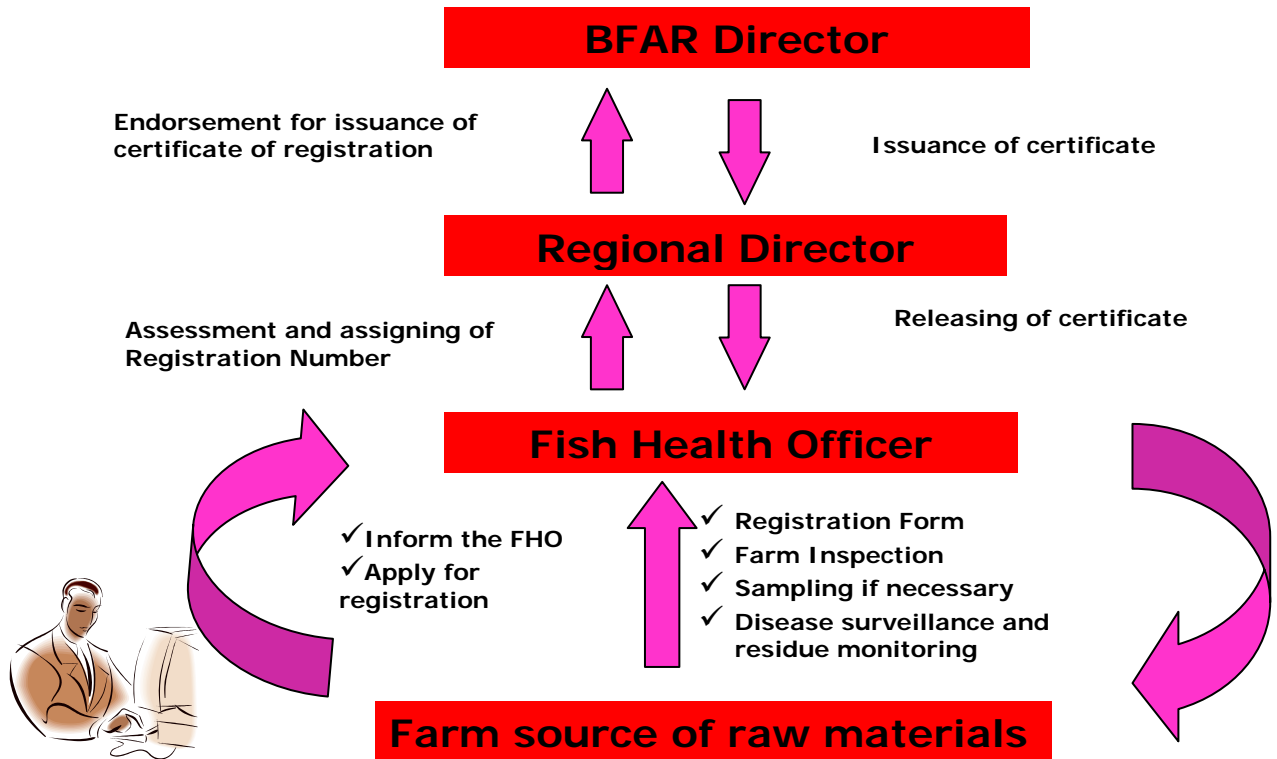 BFAR Director
Endorsement for issuance of
certificate of registration
Issuance of certificate
Regional Director
Assessment and assigning of
Registration Number
Releasing of certificate
Fish Health Officer
✓Inform the FHO
✓Apply for
registration
✓ Registration Form
✓ Farm Inspection
✓ Sampling if necessary
✓ Disease surveillance and
residue monitoring
Farm source of raw materials